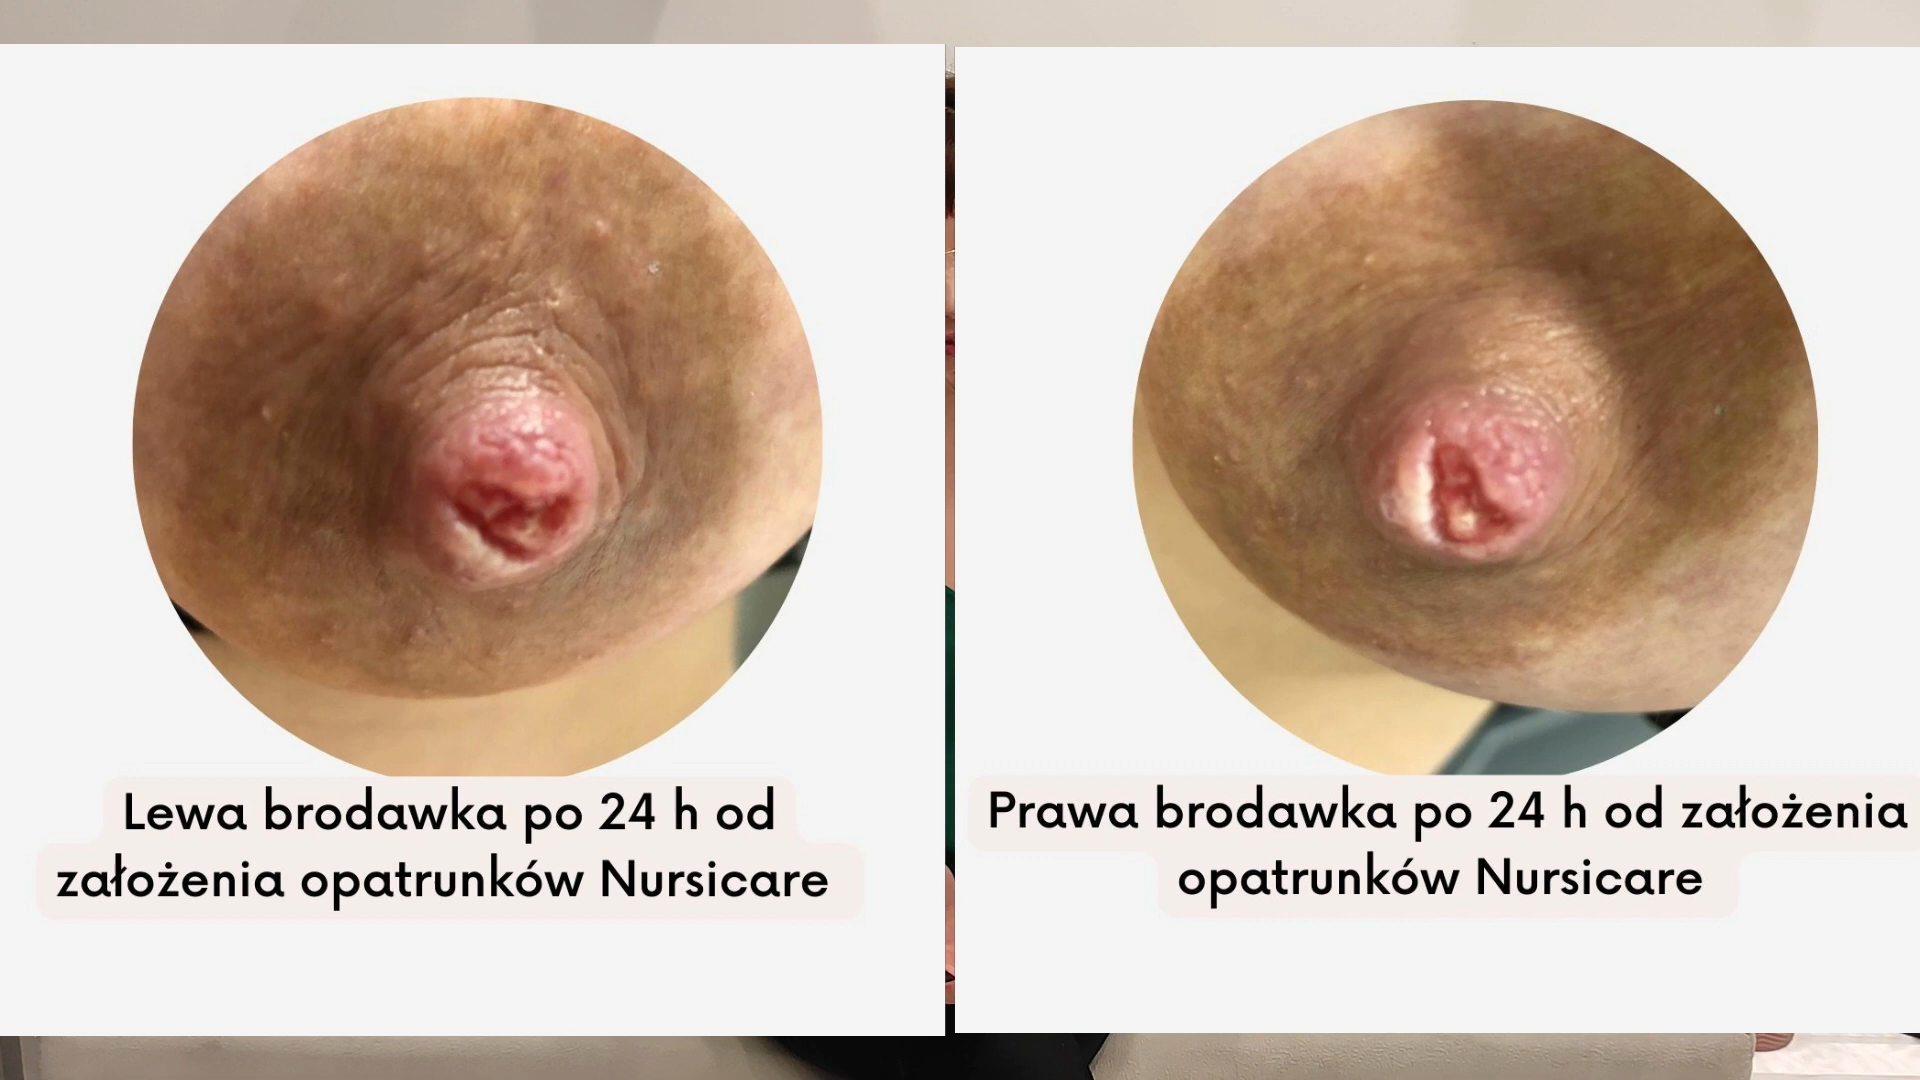 Lewa brodawka po 24 h od
założenia opatrunków Nursicare
Prawa brodawka po 24 h od założenia
opatrunków Nursicare